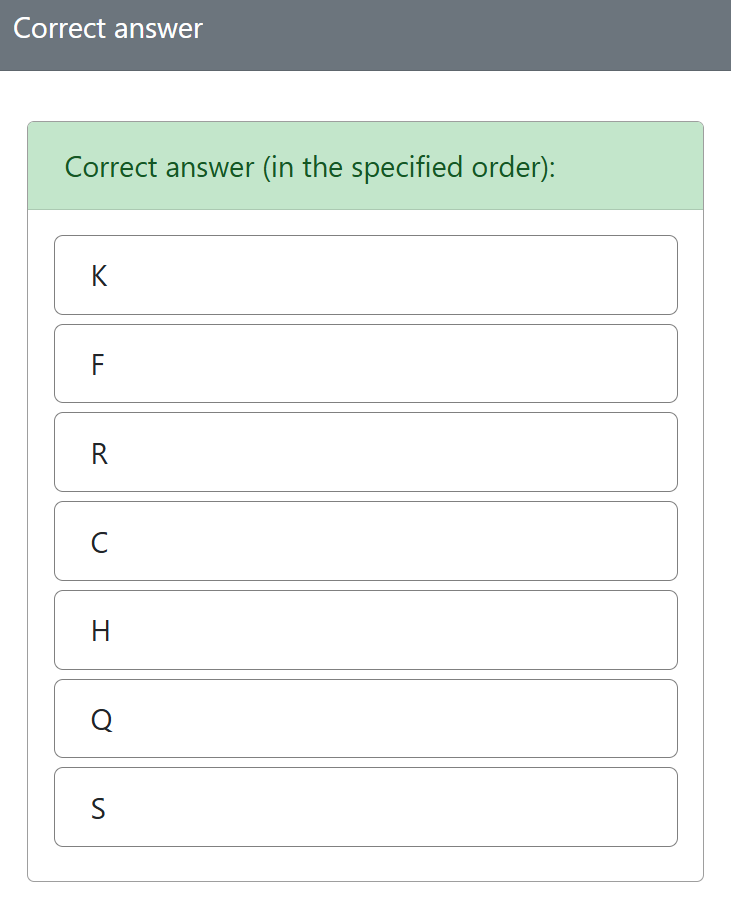 Correct answer
Correct answer (in the specified order):
K
F
R
C
H
Q
S